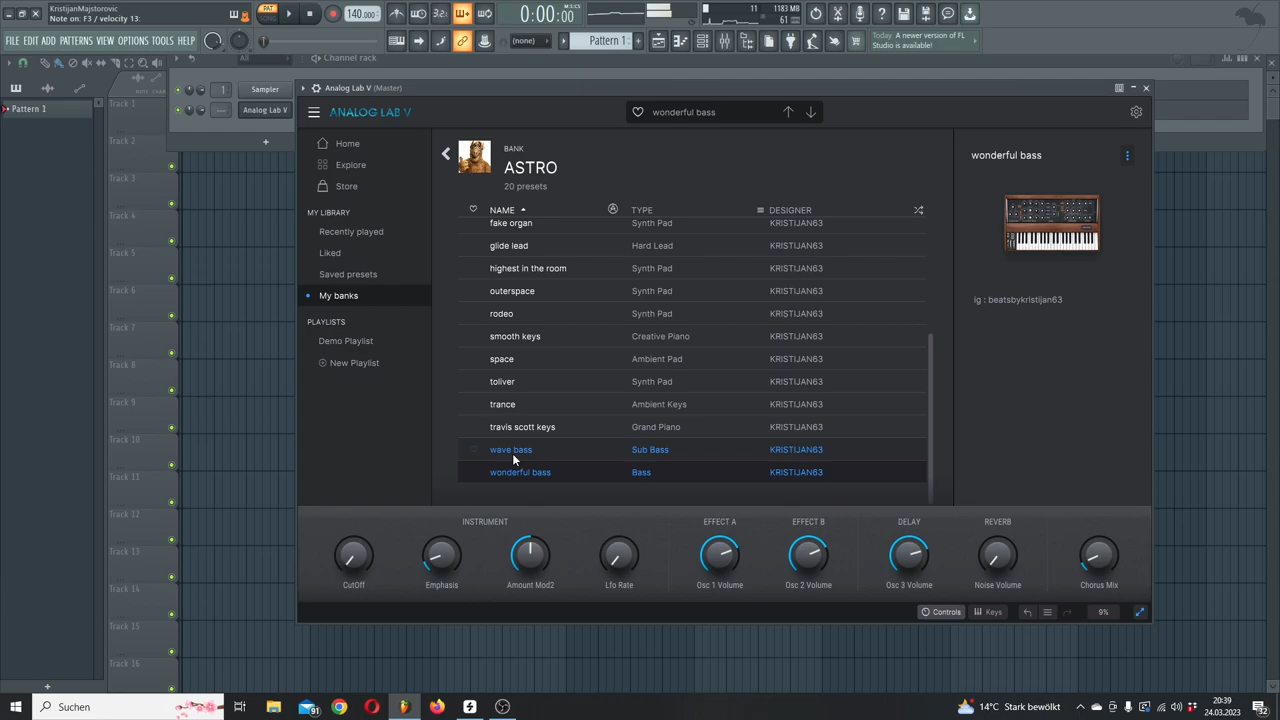 KristijanMajstorovic
Note on: F3 / velocity 13
PAT
140.000
0:00:00
11
1183 MB
FILE EDIT ADD PATTERNS VIEW OPTIONS TOOLS HELP
(none)
Pattern 1
Today A newer version of FL
Studio is available!
All
Channel rack
Analog Lab V (Master)
1
Sampler
Analog Lab V
Pattern 1
Track 1
Track 2
Track 3
Track 4
Track 5
Track 6
Track 7
Track 8
Track 9
Track 10
Track 11
Track 12
Track 13
Track 14
Track 15
Track 16
ANALOG LAB V
wonderful bass
Home
Explore
Store
MY LIBRARY
Recently played
Liked
Saved presets
My banks
PLAYLISTS
Demo Playlist
New Playlist
BANK
ASTRO
20 presets
NAME TYPE DESIGNER
fake organ Synth Pad KRISTIJAN63
glide lead Hard Lead KRISTIJAN63
highest in the room Synth Pad KRISTIJAN63
outerspace Synth Pad KRISTIJAN63
rodeo Synth Pad KRISTIJAN63
smooth keys Creative Piano KRISTIJAN63
space Ambient Pad KRISTIJAN63
toliver Synth Pad KRISTIJAN63
trance Ambient Keys KRISTIJAN63
travis scott keys Grand Piano KRISTIJAN63
wave bass Sub Bass KRISTIJAN63
wonderful bass Bass KRISTIJAN63
wonderful bass
ig : beatsbykristijan63
INSTRUMENT EFFECT A EFFECT B DELAY REVERB
CutOff Emphasis Amount Mod2 Lfo Rate Osc 1 Volume Osc 2 Volume Osc 3 Volume Noise Volume Chorus Mix
Controls Keys 9%
Suchen
91
14°C Stark bewölkt
20:39
24.03.2023
32